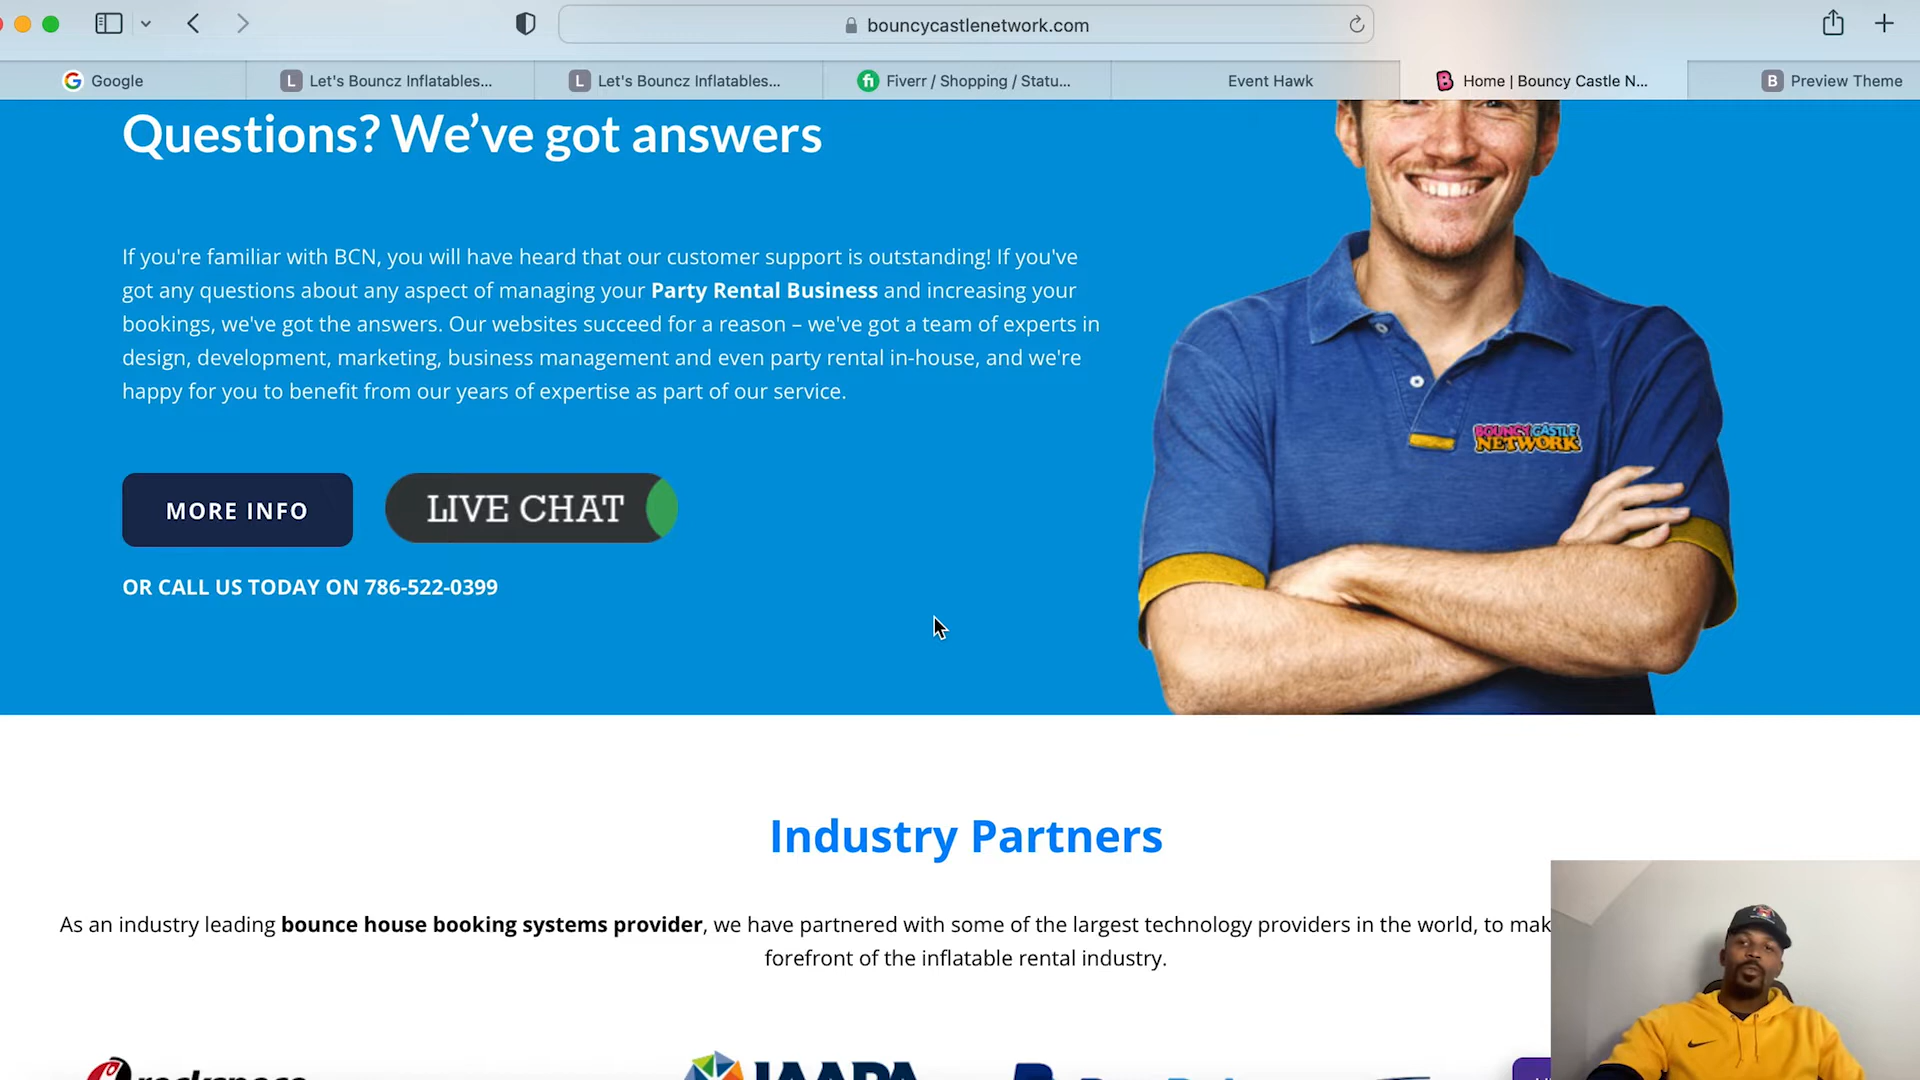 bouncycastlenetwork.com
Google
L Let's Bouncz Inflatables...
L Let's Bouncz Inflatables...
fi Fiverr / Shopping / Statu...
Event Hawk
Home | Bouncy Castle N...
B Preview Theme
Questions? We've got answers
If you're familiar with BCN, you will have heard that our customer support is outstanding! If you've
got any questions about any aspect of managing your Party Rental Business and increasing your
bookings, we've got the answers. Our websites succeed for a reason – we've got a team of experts in
design, development, marketing, business management and even party rental in-house, and we're
happy for you to benefit from our years of expertise as part of our service.
BOUNCY CASTLE
NETWORK
MORE INFO
LIVE CHAT
OR CALL US TODAY ON 786-522-0399
Industry Partners
As an industry leading bounce house booking systems provider, we have partnered with some of the largest technology providers in the world, to mak
forefront of the inflatable rental industry.
rackspace
IAAPA